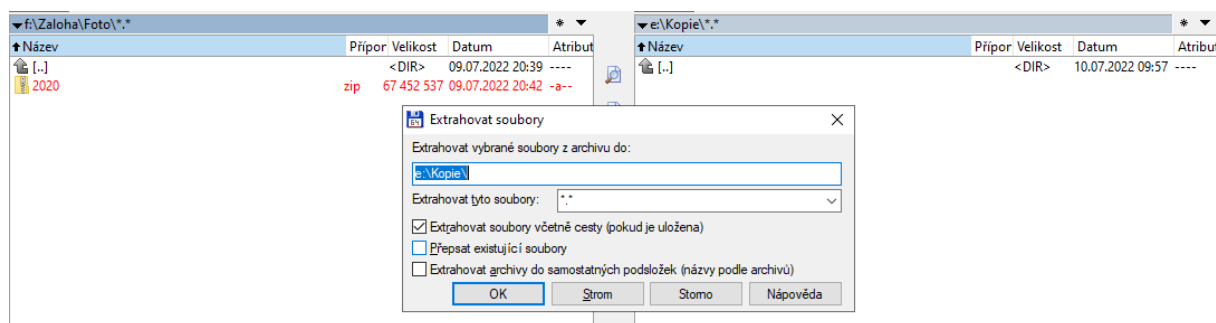 f:\Zaloha\Foto\*.* * ▼
Název Přípor Velikost Datum Atribut
[..] <DIR> 09.07.2022 20:39 ----
2020 zip 67 452 537 09.07.2022 20:42 -a--
e:\Kopie\*.* * ▼
Název Přípor Velikost Datum Atribu
[..] <DIR> 10.07.2022 09:57 ----
Extrahovat soubory
Extrahovat vybrané soubory z archivu do:
e:\Kopie\
Extrahovat tyto soubory: *.*
Extrahovat soubory včetně cesty (pokud je uložena)
Přepsat existující soubory
Extrahovat archivy do samostatných podsložek (názvy podle archivů)
OK Strom Storno Nápověda